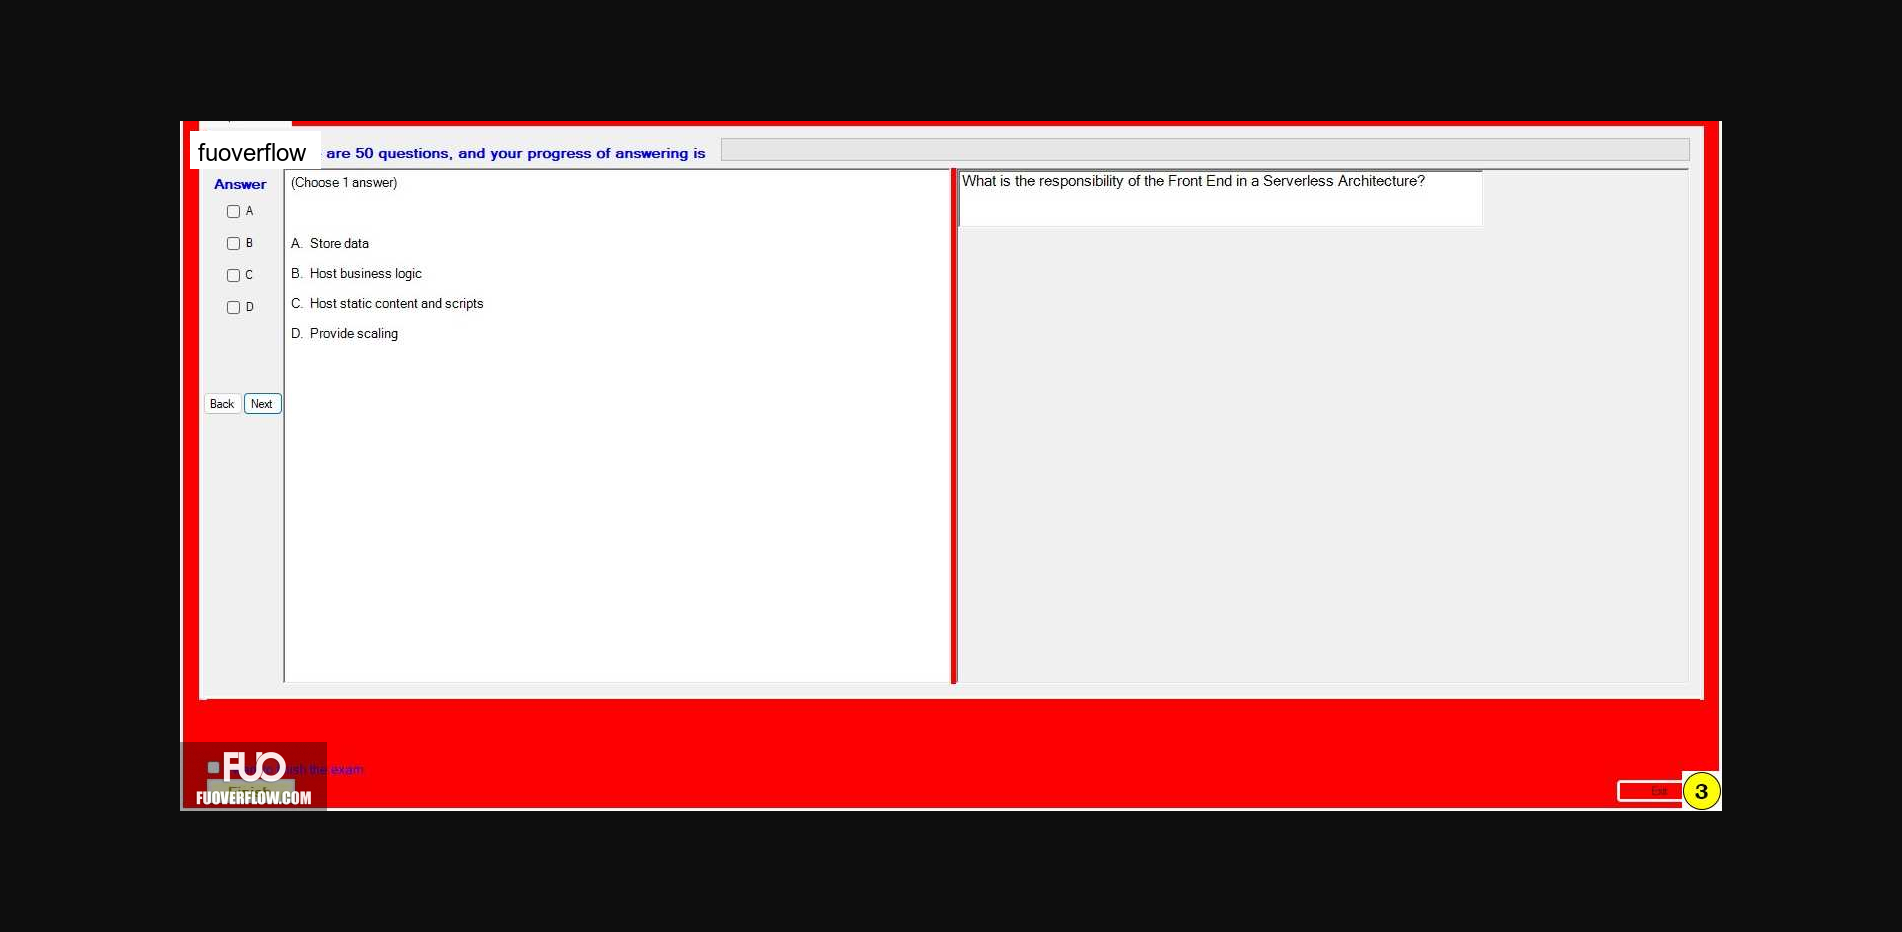 fuoverflow are 50 questions, and your progress of answering is
Answer
(Choose 1 answer)
What is the responsibility of the Front End in a Serverless Architecture?
A
B
C
D
A. Store data
B. Host business logic
C. Host static content and scripts
D. Provide scaling
Back Next
FUO
the exam
Finish
FUOVERFLOW.COM
Exit
3